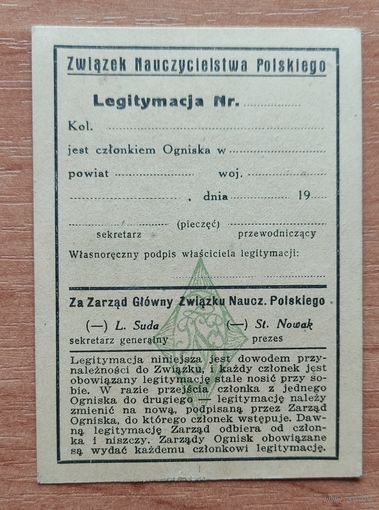 Związek Nauczycielstwa Polskiego
Legitymacja Nr. ....................
Kol. ........................................
jest członkiem Ogniska w ....................
powiat .................... woj. ....................
.............................. , dnia .................... 19 .....
.................... (pieczęć) ....................
sekretarz przewodniczący
Własnoręczny podpis właściciela legitymacji:
........................................
Za Zarząd Główny Związku Naucz. Polskiego
(—) L. Suda (—) St. Nowak
sekretarz generalny prezes
Legitymacja niniejsza jest dowodem przy-
należności do Związku, i każdy członek jest
obowiązany legitymację stale nosić przy so-
bie. W razie przejścia członka z jednego
Ogniska do drugiego — legitymację należy
zmienić na nową, podpisaną przez Zarząd
Ogniska, do którego członek wstępuje. Daw-
ną legitymację Zarząd odbiera od człon-
ka i niszczy. Zarządy Ognisk obowiązane
są wydać każdemu członkowi legitymację.